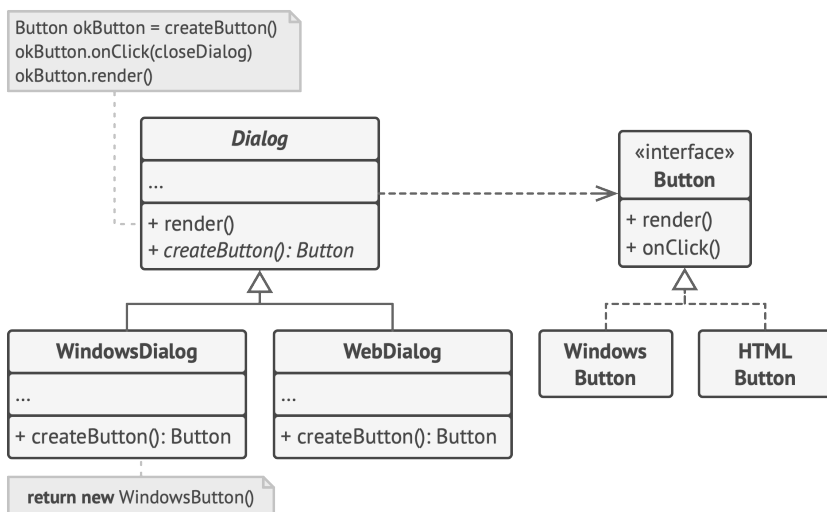 Button okButton = createButton()
okButton.onClick(closeDialog)
okButton.render()
Dialog
...
+ render()
+ createButton(): Button
«interface»
Button
+ render()
+ onClick()
WindowsDialog
...
+ createButton(): Button
WebDialog
...
+ createButton(): Button
Windows
Button
HTML
Button
return new WindowsButton()